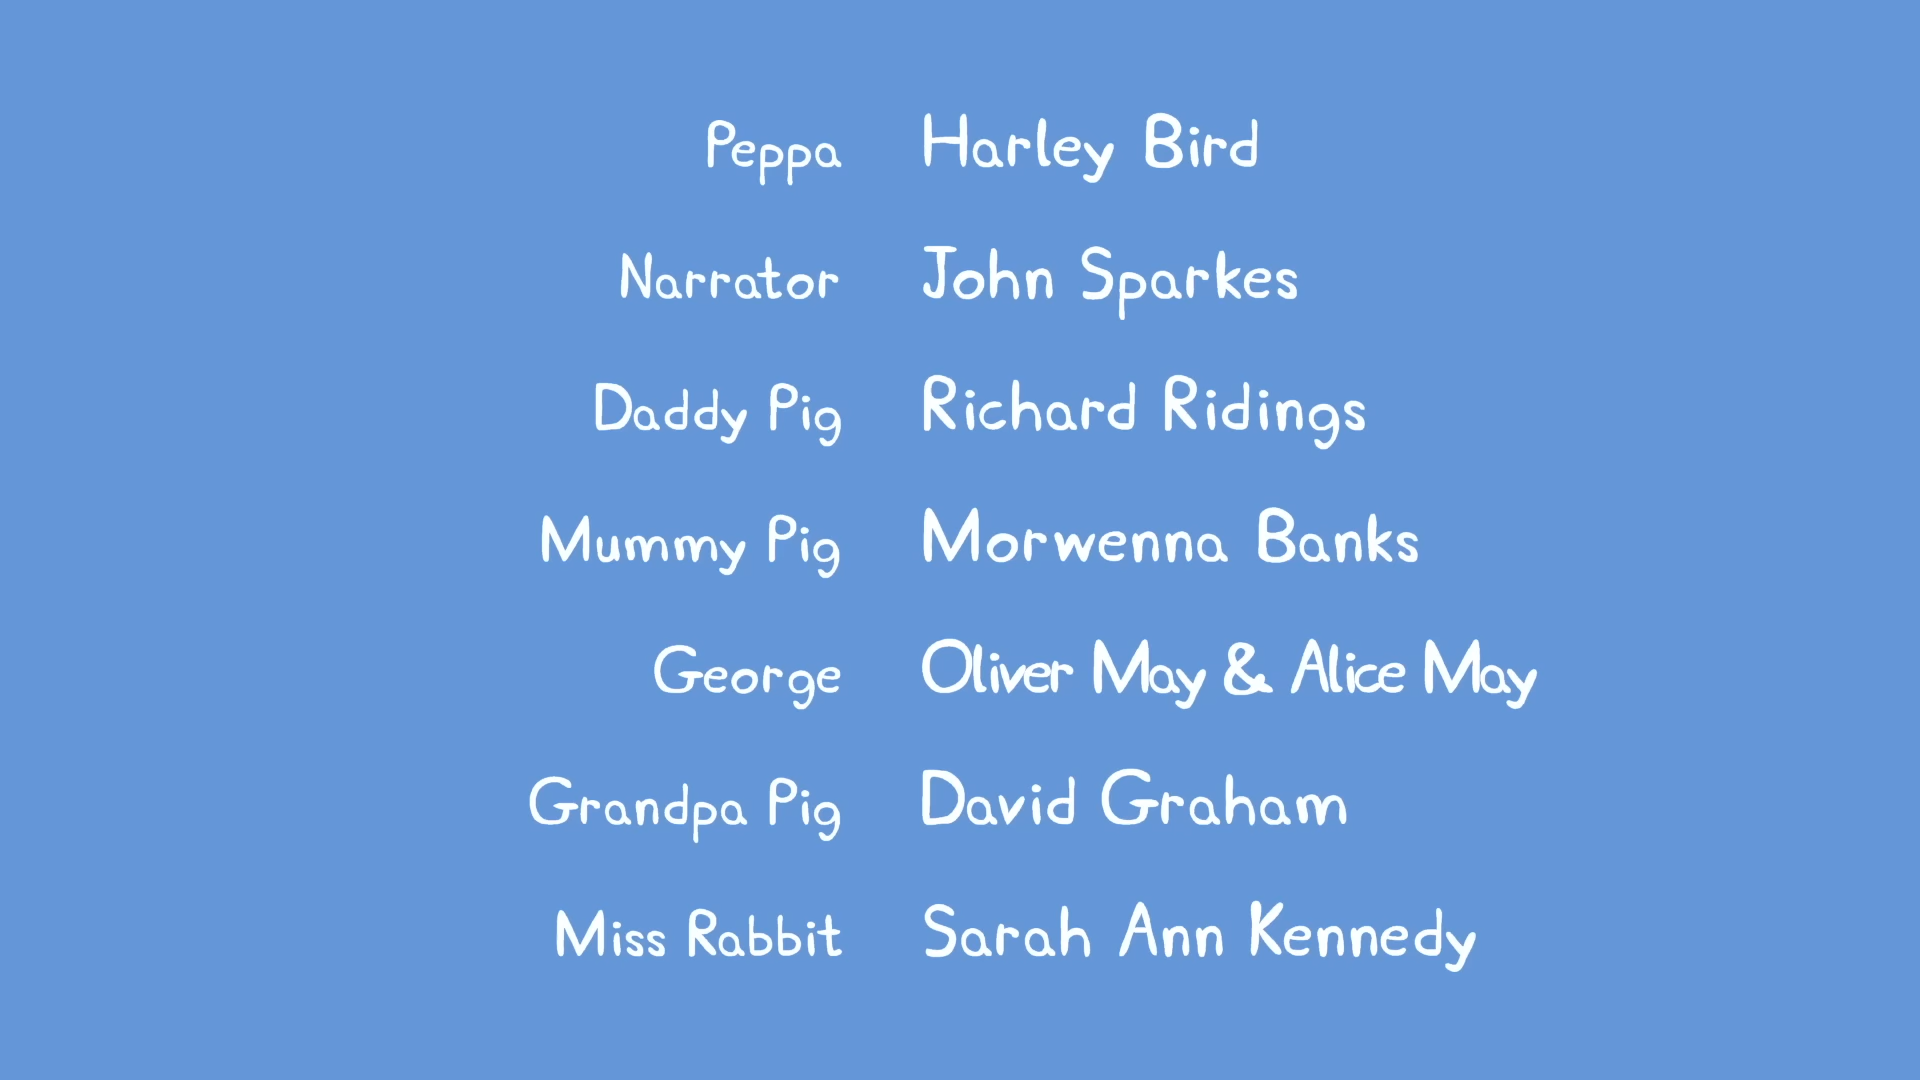 Peppa Harley Bird
Narrator John Sparkes
Daddy Pig Richard Ridings
Mummy Pig Morwenna Banks
George Oliver May & Alice May
Grandpa Pig David Graham
Miss Rabbit Sarah Ann Kennedy